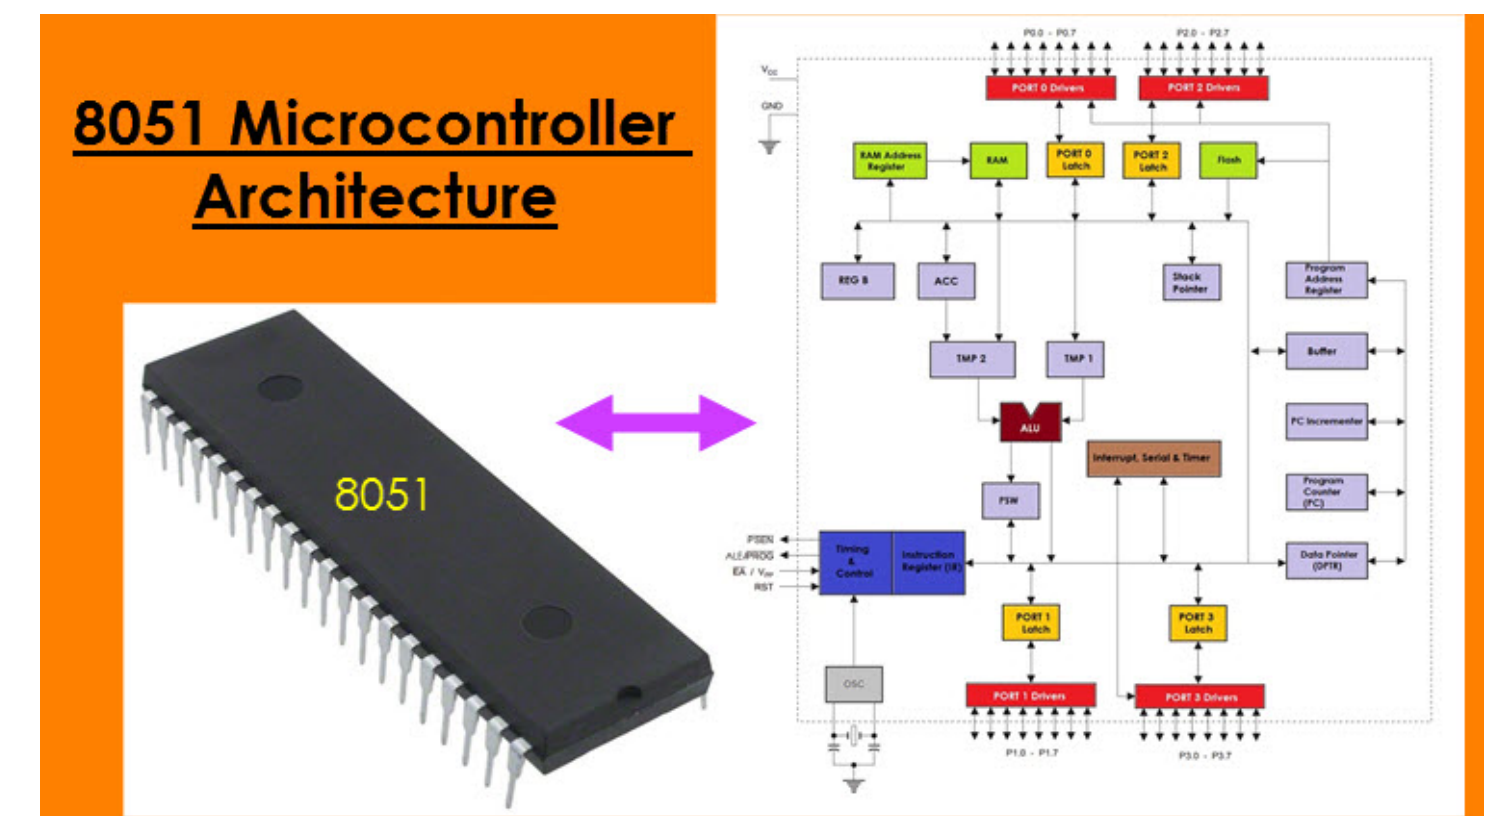 8051 Microcontroller
Architecture
8051
P0.0 - P0.7
P2.0 - P2.7
VCC
GND
PORT 0 Drivers
PORT 2 Drivers
RAM Address
Register
RAM
PORT 0
Latch
PORT 2
Latch
Flash
REG B
ACC
Stack
Pointer
Program
Address
Register
TMP 2
TMP 1
Buffer
ALU
PC Incrementer
Interrupt, Serial & Timer
PSW
Program
Counter
(PC)
PSEN
ALE/PROG
EA / VPP
RST
Timing
&
Control
Instruction
Register (IR)
Data Pointer
(DPTR)
PORT 1
Latch
PORT 3
Latch
OSC
PORT 1 Drivers
PORT 3 Drivers
P1.0 - P1.7
P3.0 - P3.7